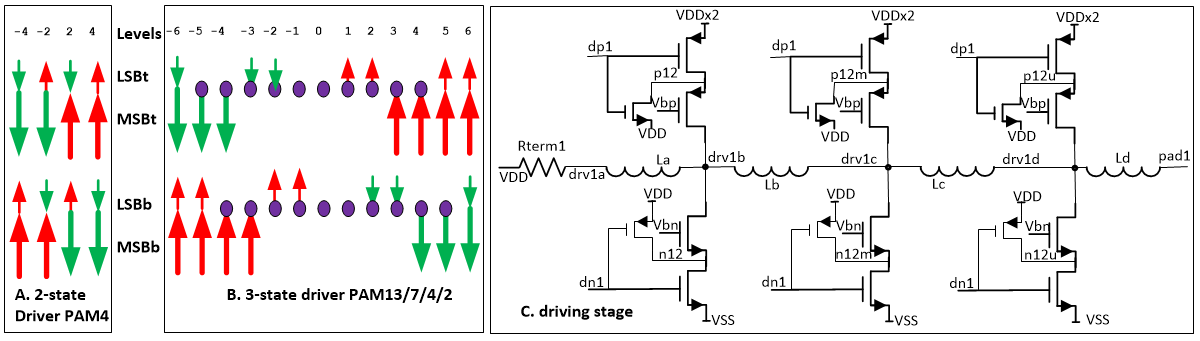 -4 -2 2 4
Levels
-6 -5 -4 -3 -2 -1 0 1 2 3 4 5 6
LSBt
MSBt
LSBb
MSBb
A. 2-state
Driver PAM4
B. 3-state driver PAM13/7/4/2
VDDx2
VDDx2
VDDx2
dp1
dp1
dp1
p12
p12m
p12u
Vbp
Vbp
Vbp
VDD
VDD
VDD
Rterm1
VDD
drv1a
La
drv1b
Lb
drv1c
Lc
drv1d
Ld
pad1
VDD
VDD
VDD
Vbn
Vbn
Vbn
n12
n12m
n12u
dn1
dn1
dn1
VSS
VSS
VSS
C. driving stage